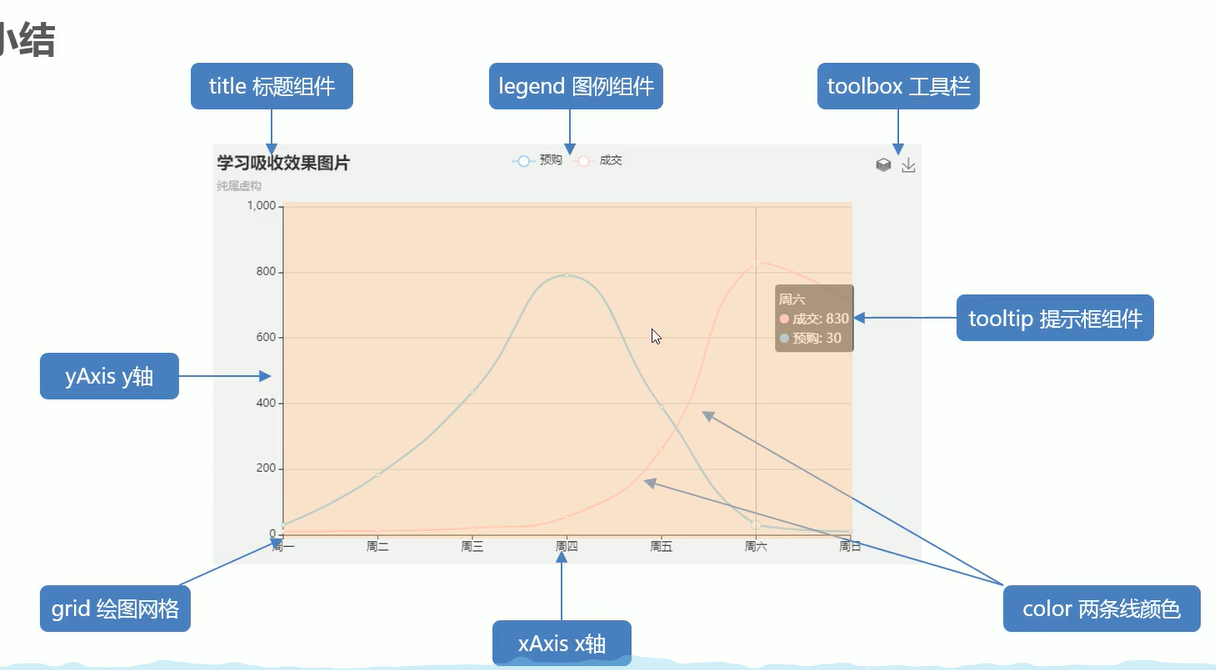 小结
title 标题组件
legend 图例组件
toolbox 工具栏
学习吸收效果图片
预购
成交
纯属虚构
1,000
800
周六
成交: 830
预购: 30
tooltip 提示框组件
600
yAxis y轴
400
200
0
周一
周二
周三
周四
周五
周六
周日
grid 绘图网格
color 两条线颜色
xAxis x轴